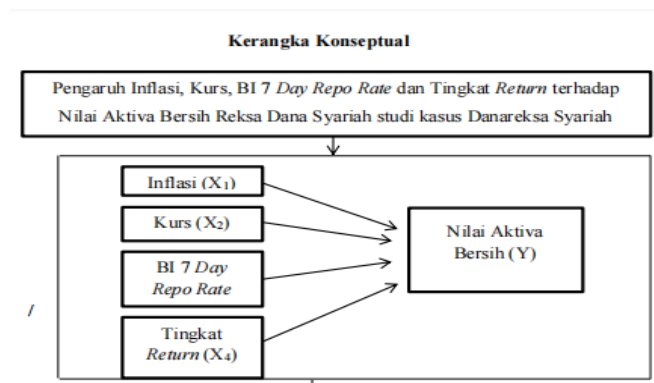 Kerangka Konseptual
Pengaruh Inflasi, Kurs, BI 7 Day Repo Rate dan Tingkat Return terhadap
Nilai Aktiva Bersih Reksa Dana Syariah studi kasus Danareksa Syariah
Inflasi (X₁)
Kurs (X₂)
BI 7 Day
Repo Rate
Tingkat
Return (X₄)
Nilai Aktiva
Bersih (Y)
/